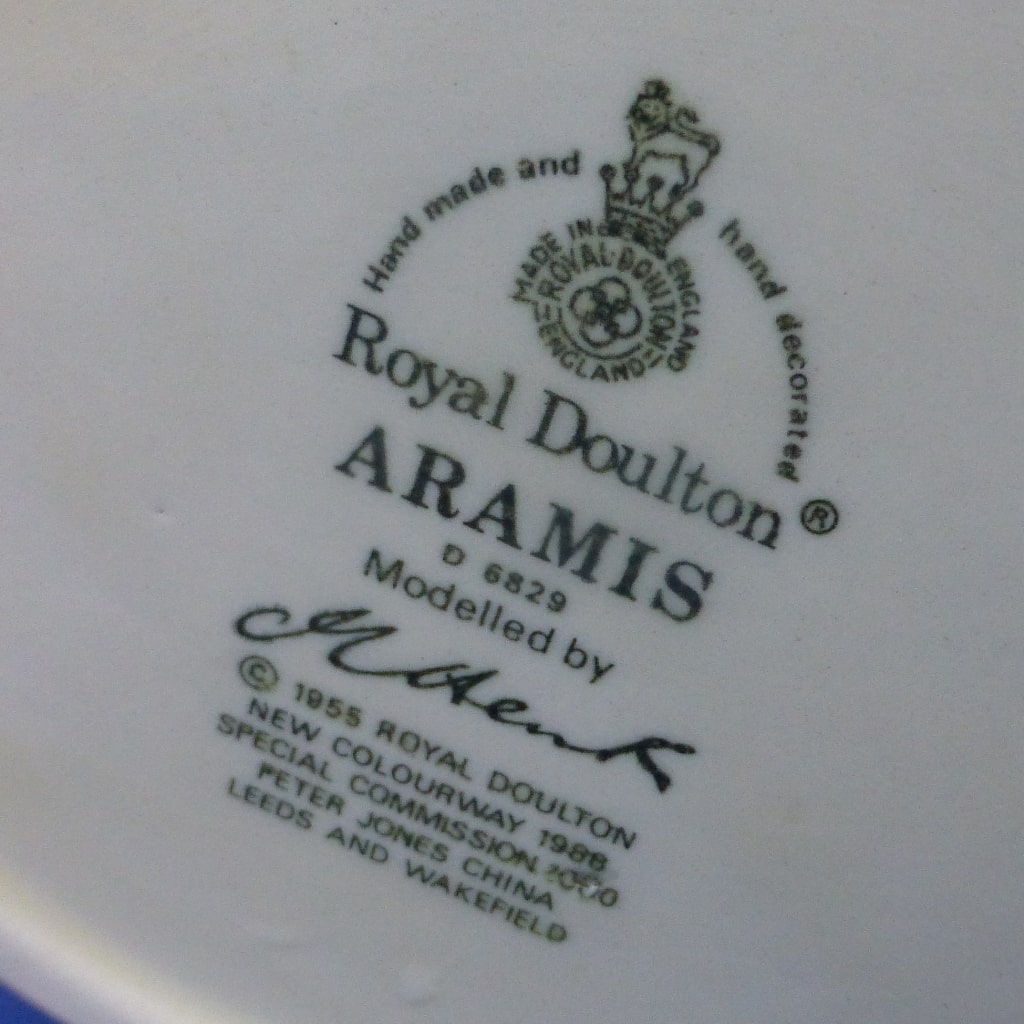 Hand made and hand decorated
MADE IN ENGLAND
ROYAL·DOULTON
ENGLAND
Royal Doulton ®
ARAMIS
D 6829
Modelled by
© 1955 ROYAL DOULTON
NEW COLOURWAY 1988
SPECIAL COMMISSION 1000
PETER JONES CHINA
LEEDS AND WAKEFIELD